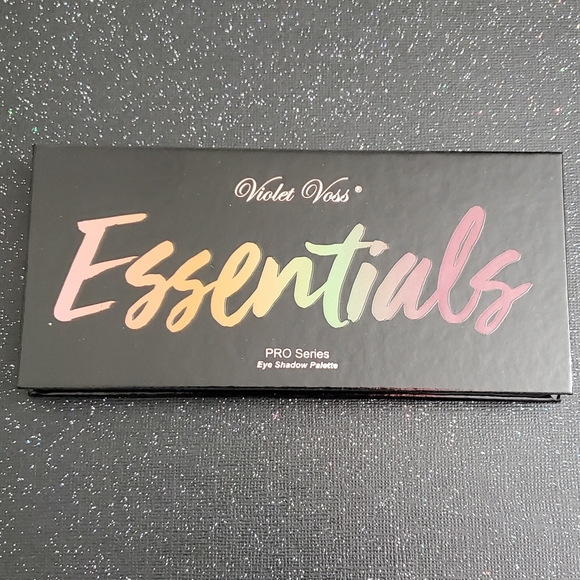 Violet Voss®
Essentials
PRO Series
Eye Shadow Palette